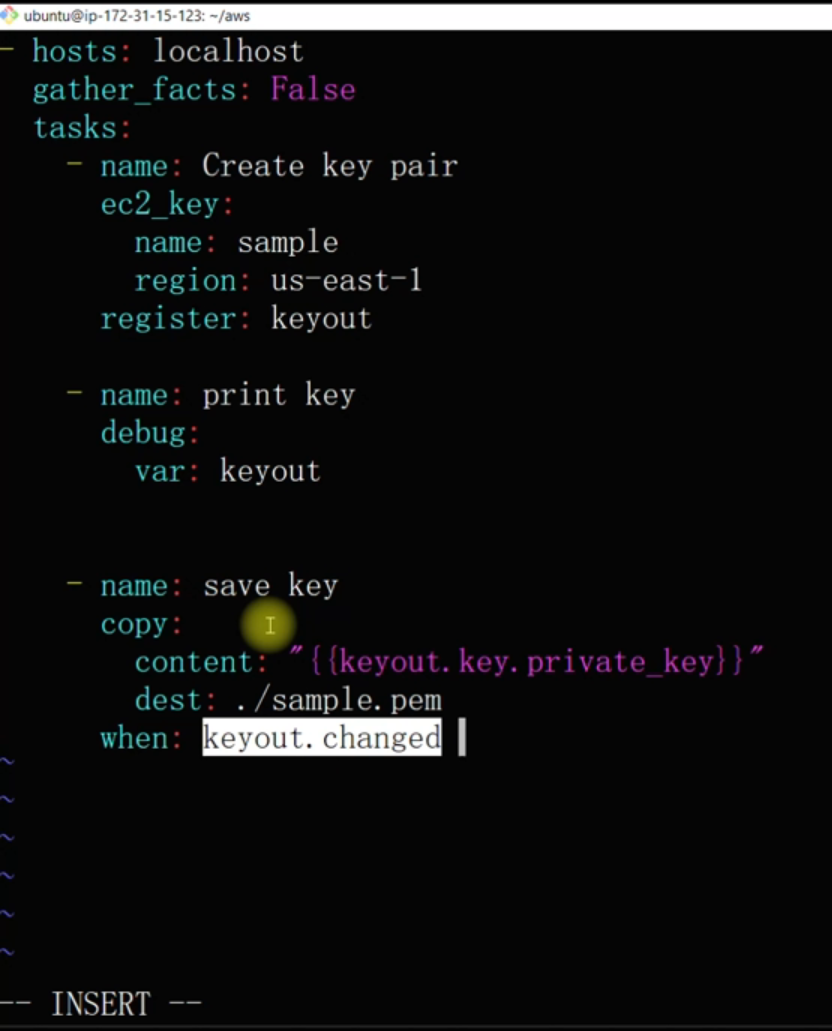 ubuntu@ip-172-31-15-123: ~/aws
- hosts: localhost
  gather_facts: False
  tasks:
    - name: Create key pair
      ec2_key:
        name: sample
        region: us-east-1
      register: keyout
    - name: print key
      debug:
        var: keyout
    - name: save key
      copy:
        content: "{{keyout.key.private_key}}"
        dest: ./sample.pem
      when: keyout.changed
~
~
~
~
~
~
-- INSERT --